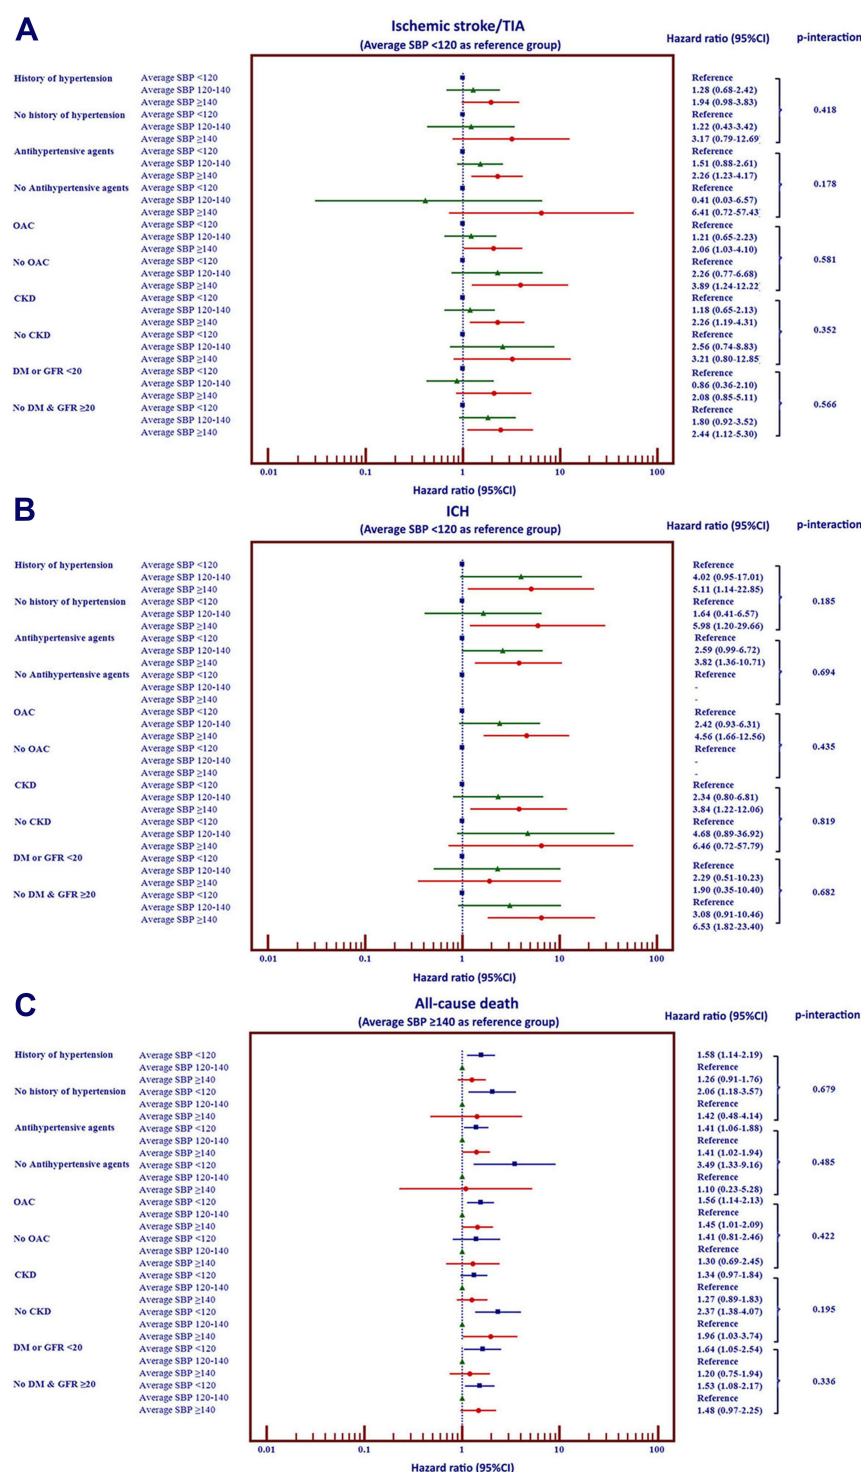 A
Ischemic stroke/TIA
(Average SBP <120 as reference group)
Hazard ratio (95%CI) p-interaction
History of hypertension Average SBP <120 Reference
Average SBP 120-140 1.28 (0.68-2.42)
Average SBP ≥140 1.94 (0.98-3.83)
0.418
No history of hypertension Average SBP <120 Reference
Average SBP 120-140 1.22 (0.43-3.42)
Average SBP ≥140 3.17 (0.79-12.69)
Antihypertensive agents Average SBP <120 Reference
Average SBP 120-140 1.51 (0.88-2.61)
Average SBP ≥140 2.26 (1.23-4.17)
0.178
No Antihypertensive agents Average SBP <120 Reference
Average SBP 120-140 0.41 (0.03-6.57)
Average SBP ≥140 6.41 (0.72-57.43)
OAC Average SBP <120 Reference
Average SBP 120-140 1.21 (0.65-2.23)
Average SBP ≥140 2.06 (1.03-4.10)
0.581
No OAC Average SBP <120 Reference
Average SBP 120-140 2.26 (0.77-6.68)
Average SBP ≥140 3.89 (1.24-12.22)
CKD Average SBP <120 Reference
Average SBP 120-140 1.18 (0.65-2.13)
Average SBP ≥140 2.26 (1.19-4.31)
0.352
No CKD Average SBP <120 Reference
Average SBP 120-140 2.56 (0.74-8.83)
Average SBP ≥140 3.21 (0.80-12.85)
DM or GFR <20 Average SBP <120 Reference
Average SBP 120-140 0.86 (0.36-2.10)
Average SBP ≥140 2.08 (0.85-5.11)
0.566
No DM & GFR ≥20 Average SBP <120 Reference
Average SBP 120-140 1.80 (0.92-3.52)
Average SBP ≥140 2.44 (1.12-5.30)
0.01 0.1 1 10 100
Hazard ratio (95%CI)
B
ICH
(Average SBP <120 as reference group)
Hazard ratio (95%CI) p-interaction
History of hypertension Average SBP <120 Reference
Average SBP 120-140 4.02 (0.95-17.01)
Average SBP ≥140 5.11 (1.14-22.85)
0.185
No history of hypertension Average SBP <120 Reference
Average SBP 120-140 1.64 (0.41-6.57)
Average SBP ≥140 5.98 (1.20-29.66)
Antihypertensive agents Average SBP <120 Reference
Average SBP 120-140 2.59 (0.99-6.72)
Average SBP ≥140 3.82 (1.36-10.71)
0.694
No Antihypertensive agents Average SBP <120 Reference
Average SBP 120-140 -
Average SBP ≥140 -
OAC Average SBP <120 Reference
Average SBP 120-140 2.42 (0.93-6.31)
Average SBP ≥140 4.56 (1.66-12.56)
0.435
No OAC Average SBP <120 Reference
Average SBP 120-140 -
Average SBP ≥140 -
CKD Average SBP <120 Reference
Average SBP 120-140 2.34 (0.80-6.81)
Average SBP ≥140 3.84 (1.22-12.06)
0.819
No CKD Average SBP <120 Reference
Average SBP 120-140 4.68 (0.89-36.92)
Average SBP ≥140 6.46 (0.72-57.79)
DM or GFR <20 Average SBP <120 Reference
Average SBP 120-140 2.29 (0.51-10.23)
Average SBP ≥140 1.90 (0.35-10.40)
0.682
No DM & GFR ≥20 Average SBP <120 Reference
Average SBP 120-140 3.08 (0.91-10.46)
Average SBP ≥140 6.53 (1.82-23.40)
0.01 0.1 1 10 100
Hazard ratio (95%CI)
C
All-cause death
(Average SBP ≥140 as reference group)
Hazard ratio (95%CI) p-interaction
History of hypertension Average SBP <120 1.58 (1.14-2.19)
Average SBP 120-140 Reference
Average SBP ≥140 1.26 (0.91-1.76)
0.679
No history of hypertension Average SBP <120 2.06 (1.18-3.57)
Average SBP 120-140 Reference
Average SBP ≥140 1.42 (0.48-4.14)
Antihypertensive agents Average SBP <120 1.41 (1.06-1.88)
Average SBP 120-140 Reference
Average SBP ≥140 1.41 (1.02-1.94)
0.485
No Antihypertensive agents Average SBP <120 3.49 (1.33-9.16)
Average SBP 120-140 Reference
Average SBP ≥140 1.10 (0.23-5.28)
OAC Average SBP <120 1.56 (1.14-2.13)
Average SBP 120-140 Reference
Average SBP ≥140 1.45 (1.01-2.09)
0.422
No OAC Average SBP <120 1.41 (0.81-2.46)
Average SBP 120-140 Reference
Average SBP ≥140 1.30 (0.69-2.45)
CKD Average SBP <120 1.34 (0.97-1.84)
Average SBP 120-140 Reference
Average SBP ≥140 1.27 (0.89-1.83)
0.195
No CKD Average SBP <120 2.37 (1.38-4.07)
Average SBP 120-140 Reference
Average SBP ≥140 1.96 (1.03-3.74)
DM or GFR <20 Average SBP <120 1.64 (1.05-2.54)
Average SBP 120-140 Reference
Average SBP ≥140 1.20 (0.75-1.94)
0.336
No DM & GFR ≥20 Average SBP <120 1.53 (1.08-2.17)
Average SBP 120-140 Reference
Average SBP ≥140 1.48 (0.97-2.25)
0.01 0.1 1 10 100
Hazard ratio (95%CI)